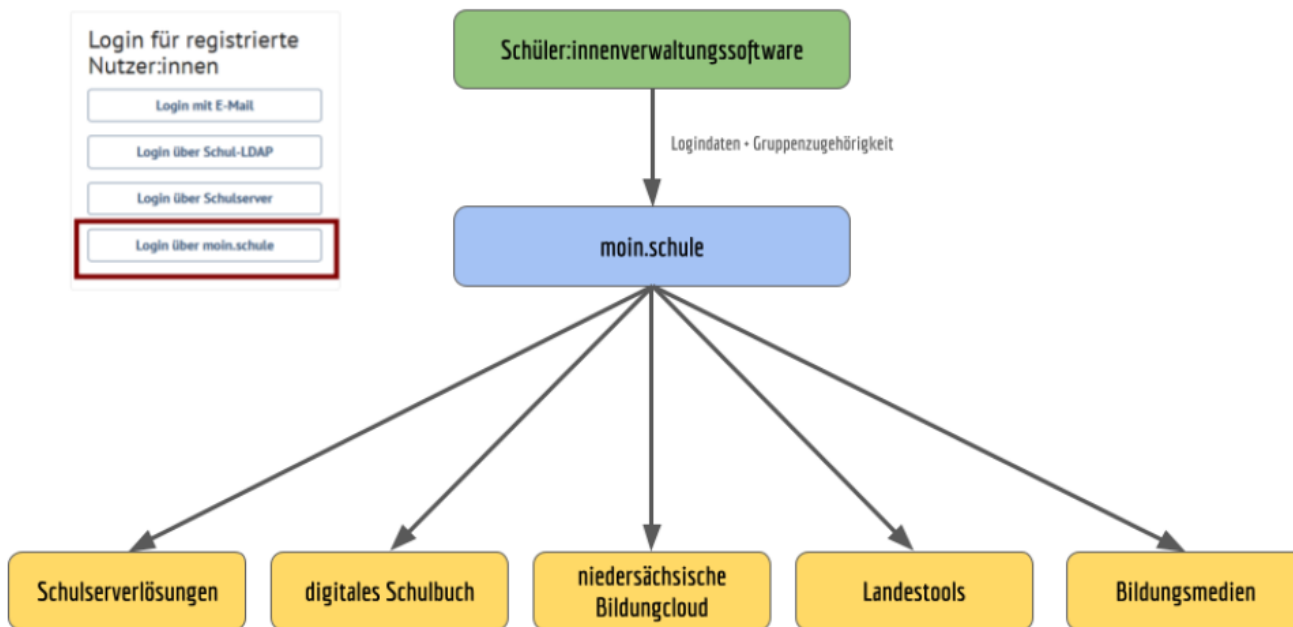 Login für registrierte
Nutzer:innen
Login mit E-Mail
Login über Schul-LDAP
Login über Schulserver
Login über moin.schule
Schüler:innenverwaltungssoftware
Logindaten + Gruppenzugehörigkeit
moin.schule
Schulserverlösungen
digitales Schulbuch
niedersächsische
Bildungcloud
Landestools
Bildungsmedien